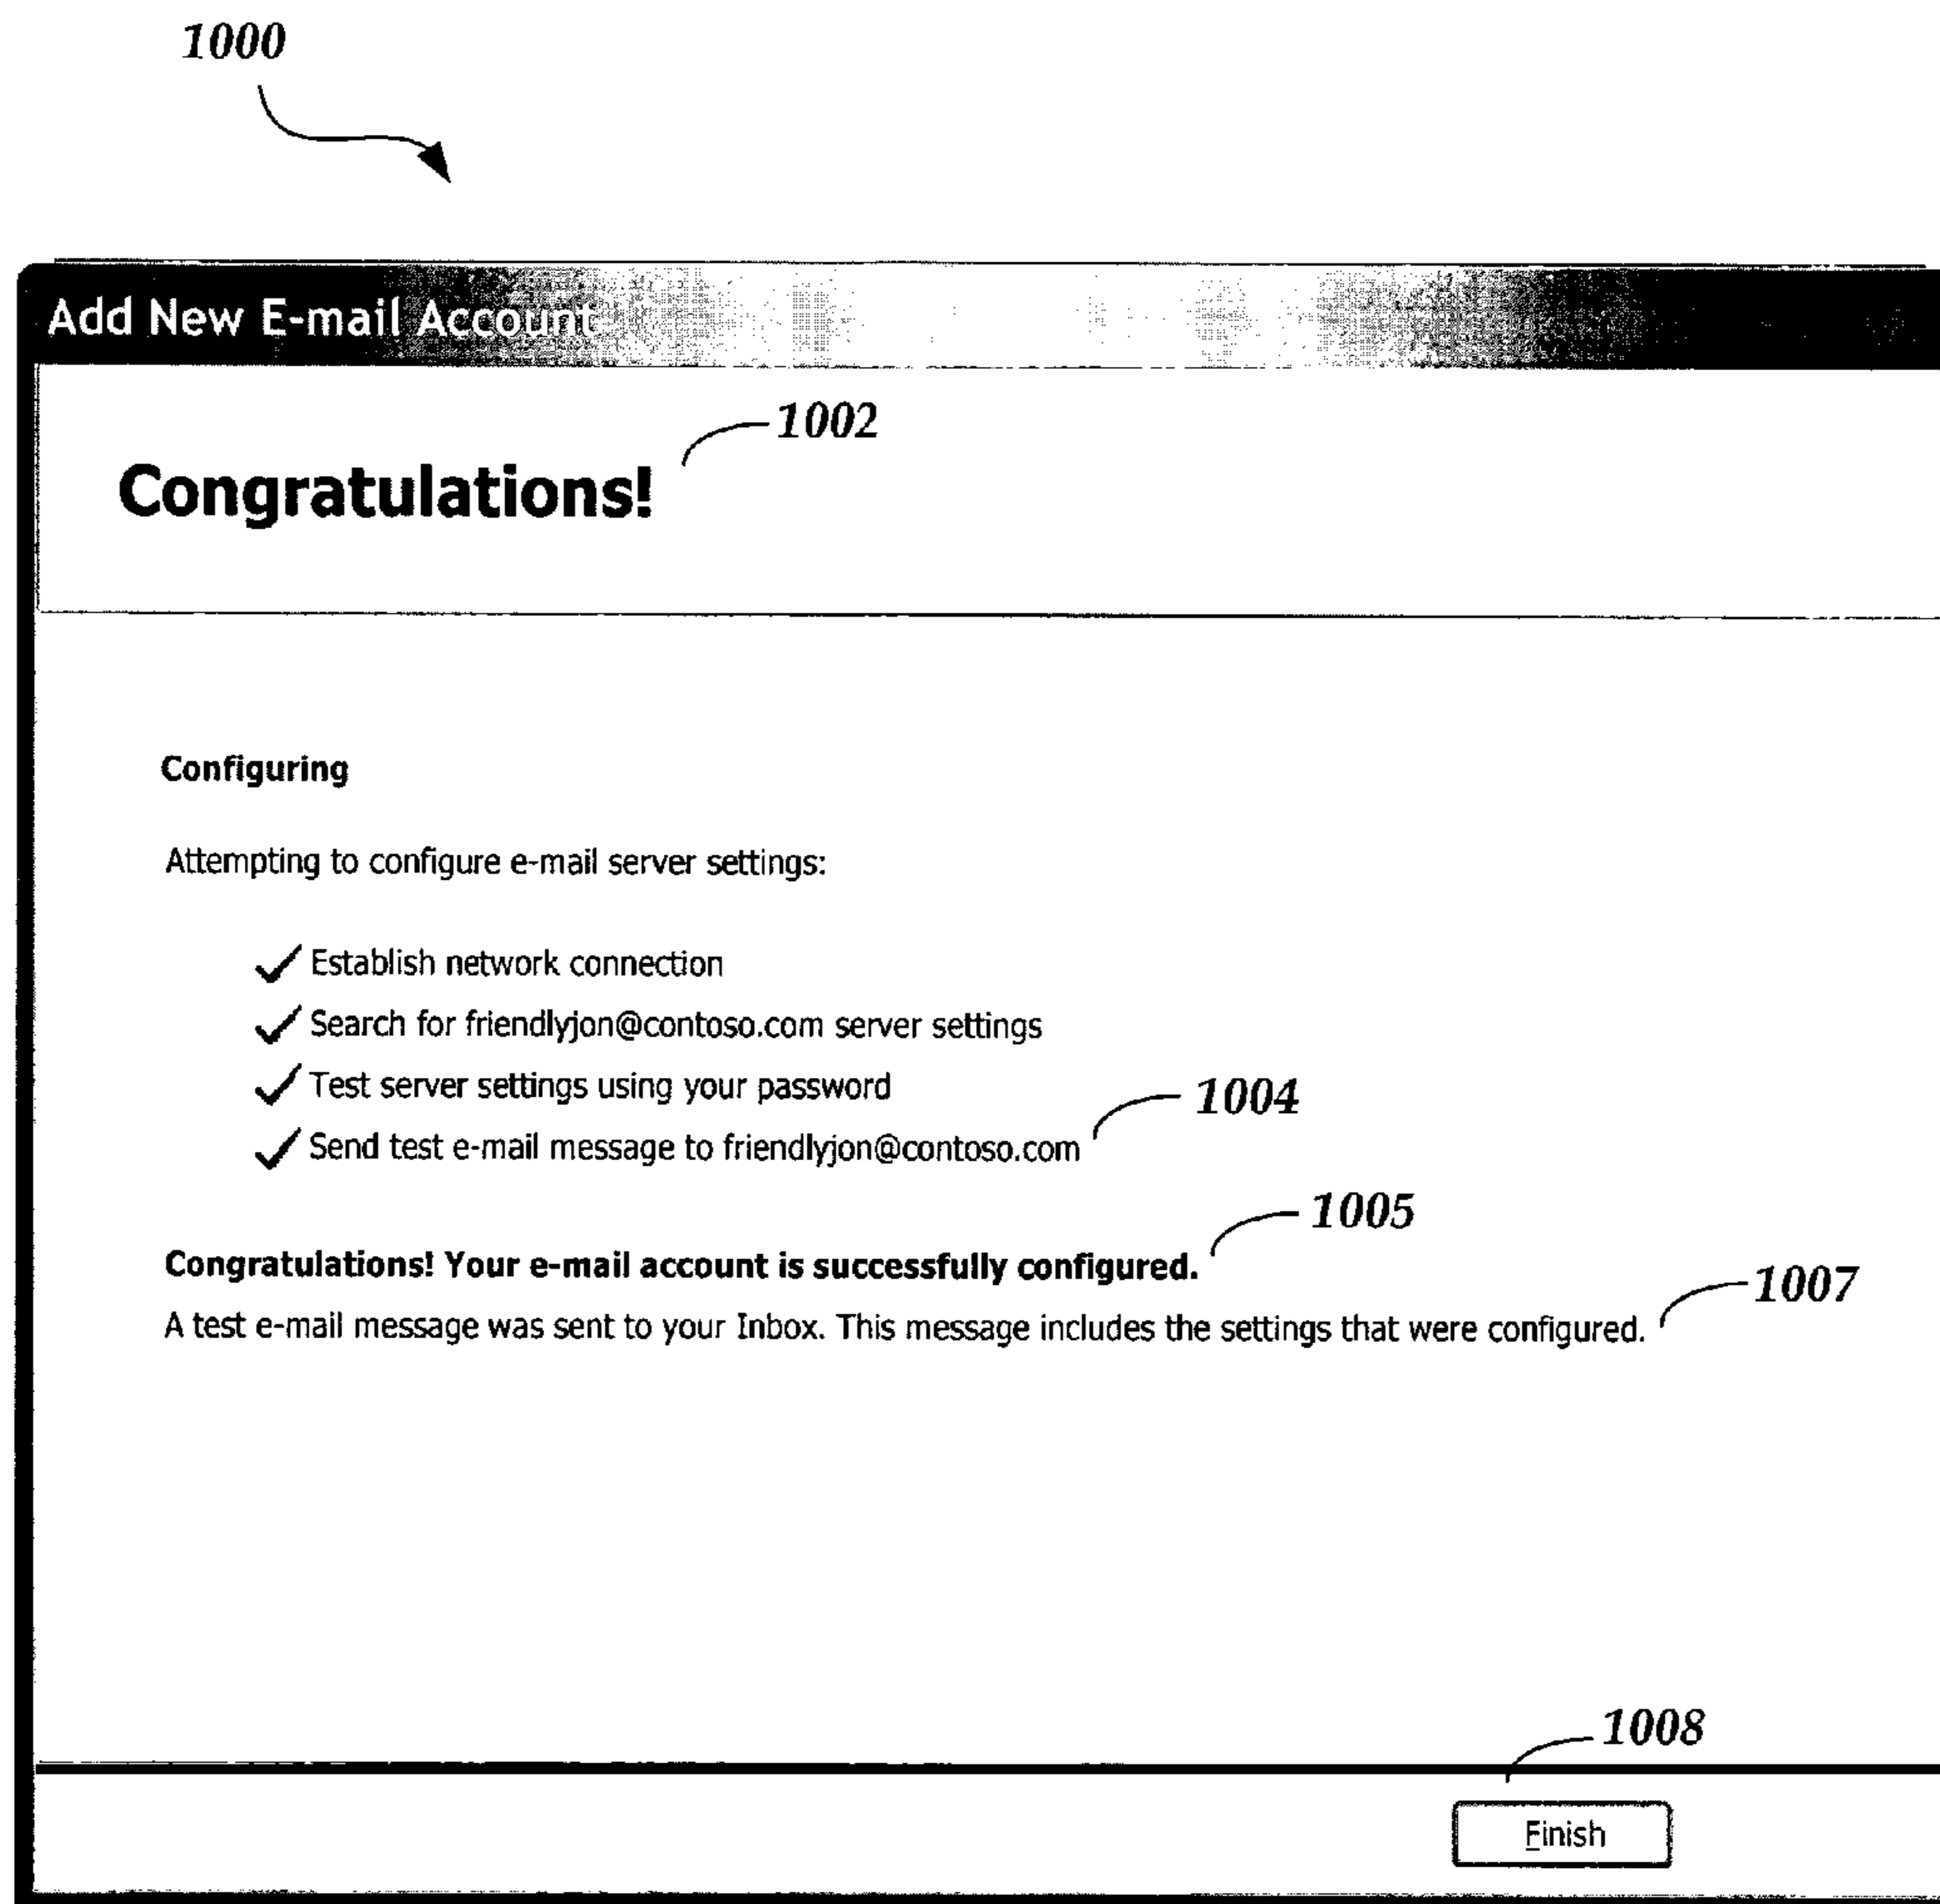 1000
Add New E-mail Account
1002
Congratulations!
Configuring
Attempting to configure e-mail server settings:
Establish network connection
Search for friendlyjon@contoso.com server settings
Test server settings using your password
1004
Send test e-mail message to friendlyjon@contoso.com
1005
Congratulations! Your e-mail account is successfully configured.
1007
A test e-mail message was sent to your Inbox. This message includes the settings that were configured.
1008
Finish